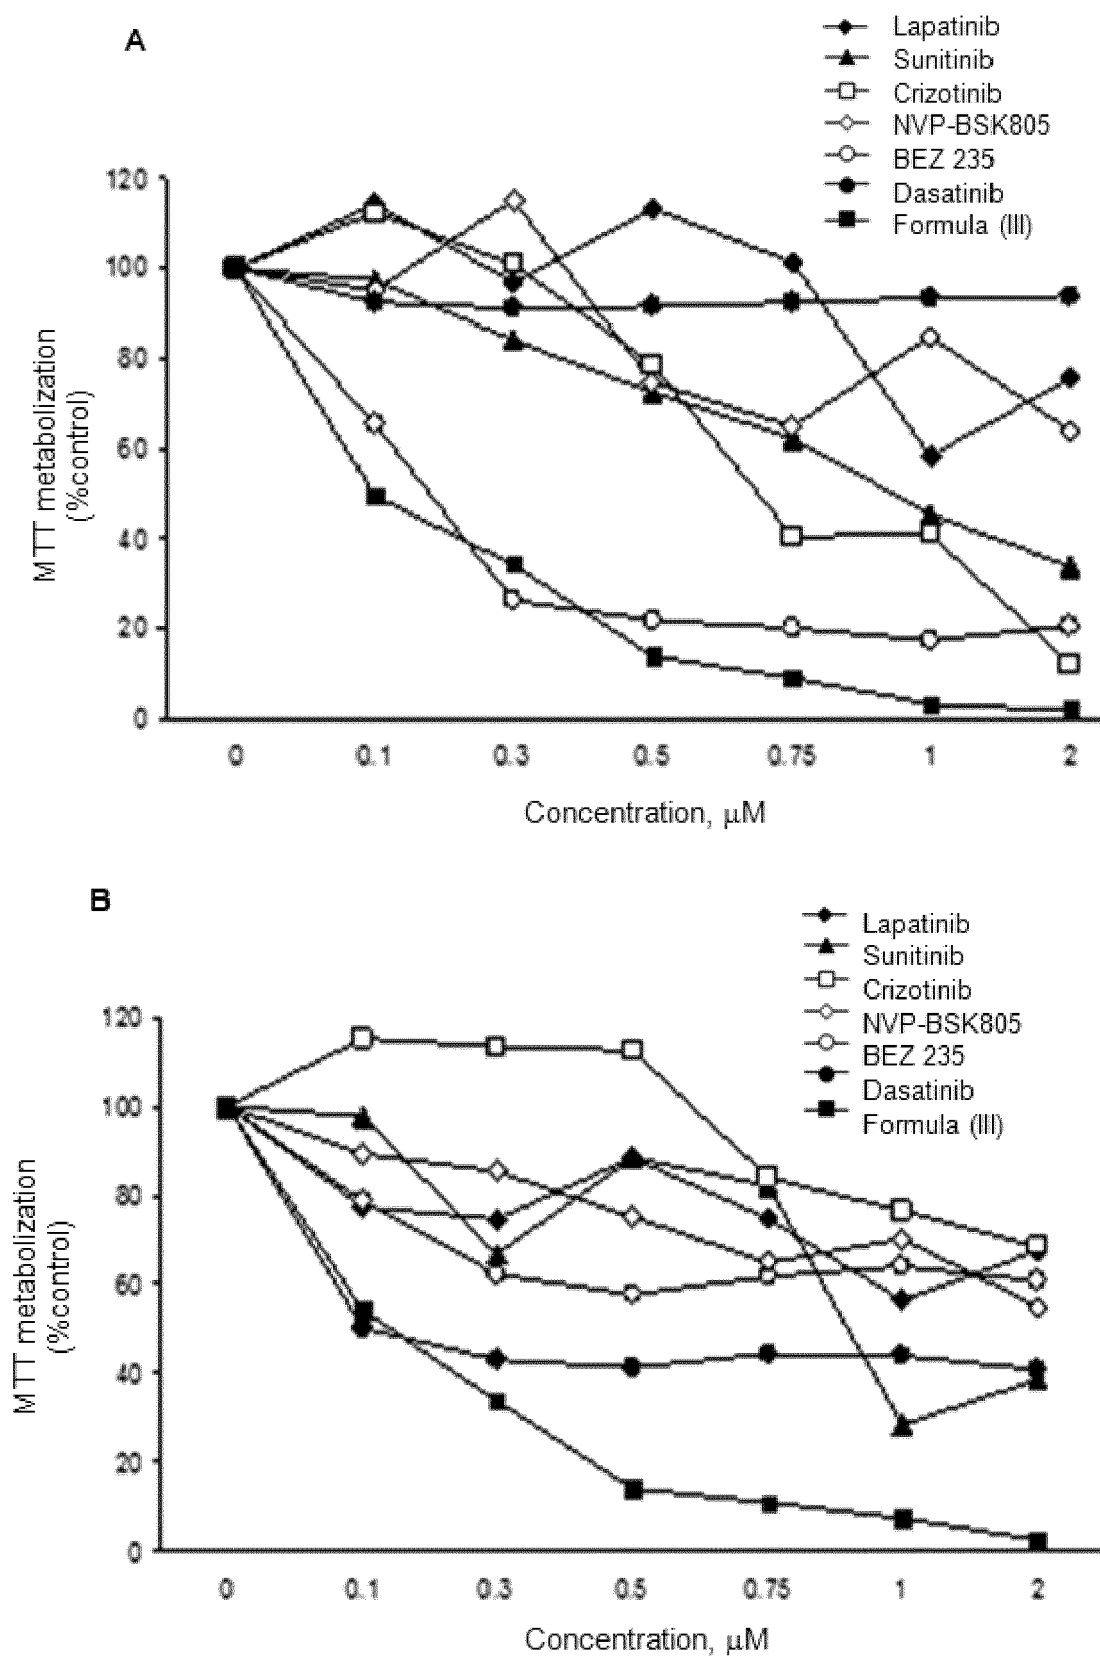 A
Lapatinib
Sunitinib
Crizotinib
NVP-BSK805
BEZ 235
Dasatinib
Formula (III)
120
100
80
60
40
20
0
MTT metabolization
(%control)
0 0.1 0.3 0.5 0.75 1 2
Concentration, μM
B
Lapatinib
Sunitinib
Crizotinib
NVP-BSK805
BEZ 235
Dasatinib
Formula (III)
120
100
80
60
40
20
0
MTT metabolization
(%control)
0 0.1 0.3 0.5 0.75 1 2
Concentration, μM